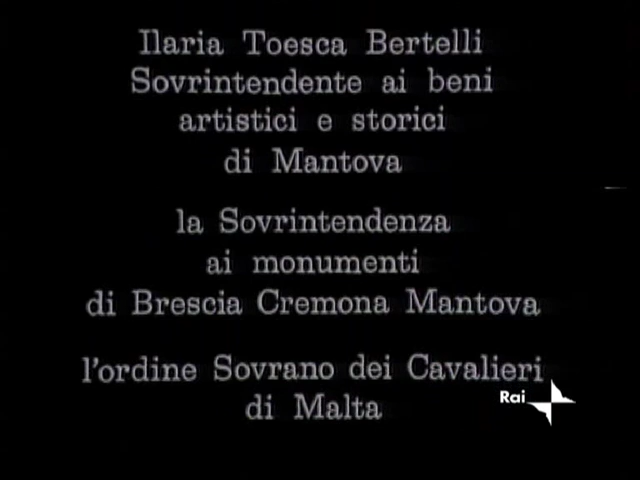 Ilaria Toesca Bertelli
Sovrintendente ai beni
artistici e storici
di Mantova
la Sovrintendenza
ai monumenti
di Brescia Cremona Mantova
l'ordine Sovrano dei Cavalieri
di Malta
Rai